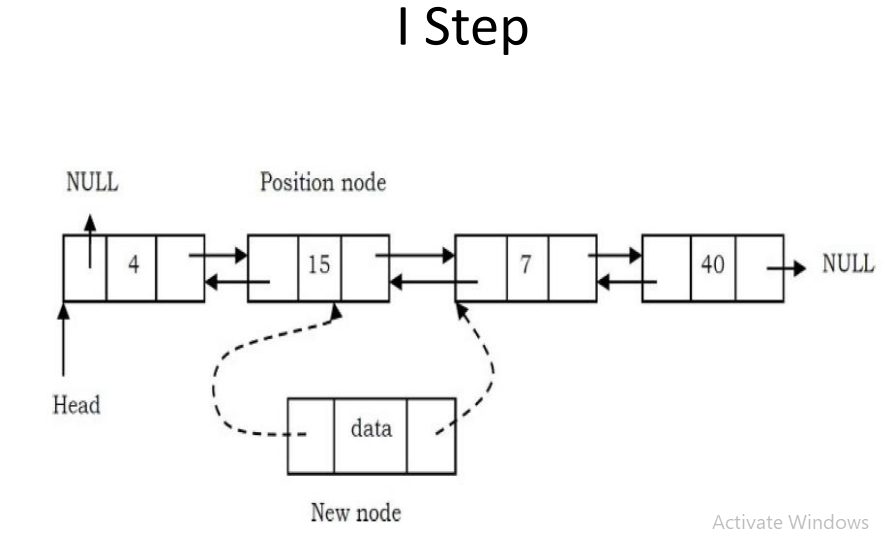 I Step
NULL
Position node
4
15
7
40
NULL
Head
data
New node
Activate Windows